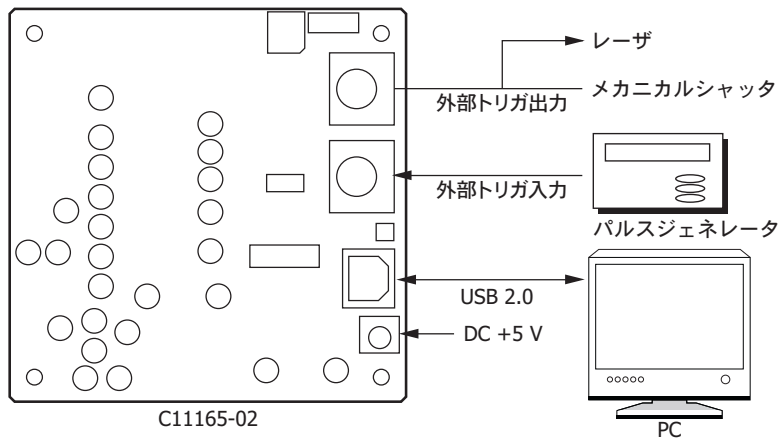 レーザ
外部トリガ出力
メカニカルシャッタ
外部トリガ入力
パルスジェネレータ
USB 2.0
DC +5 V
C11165-02
PC